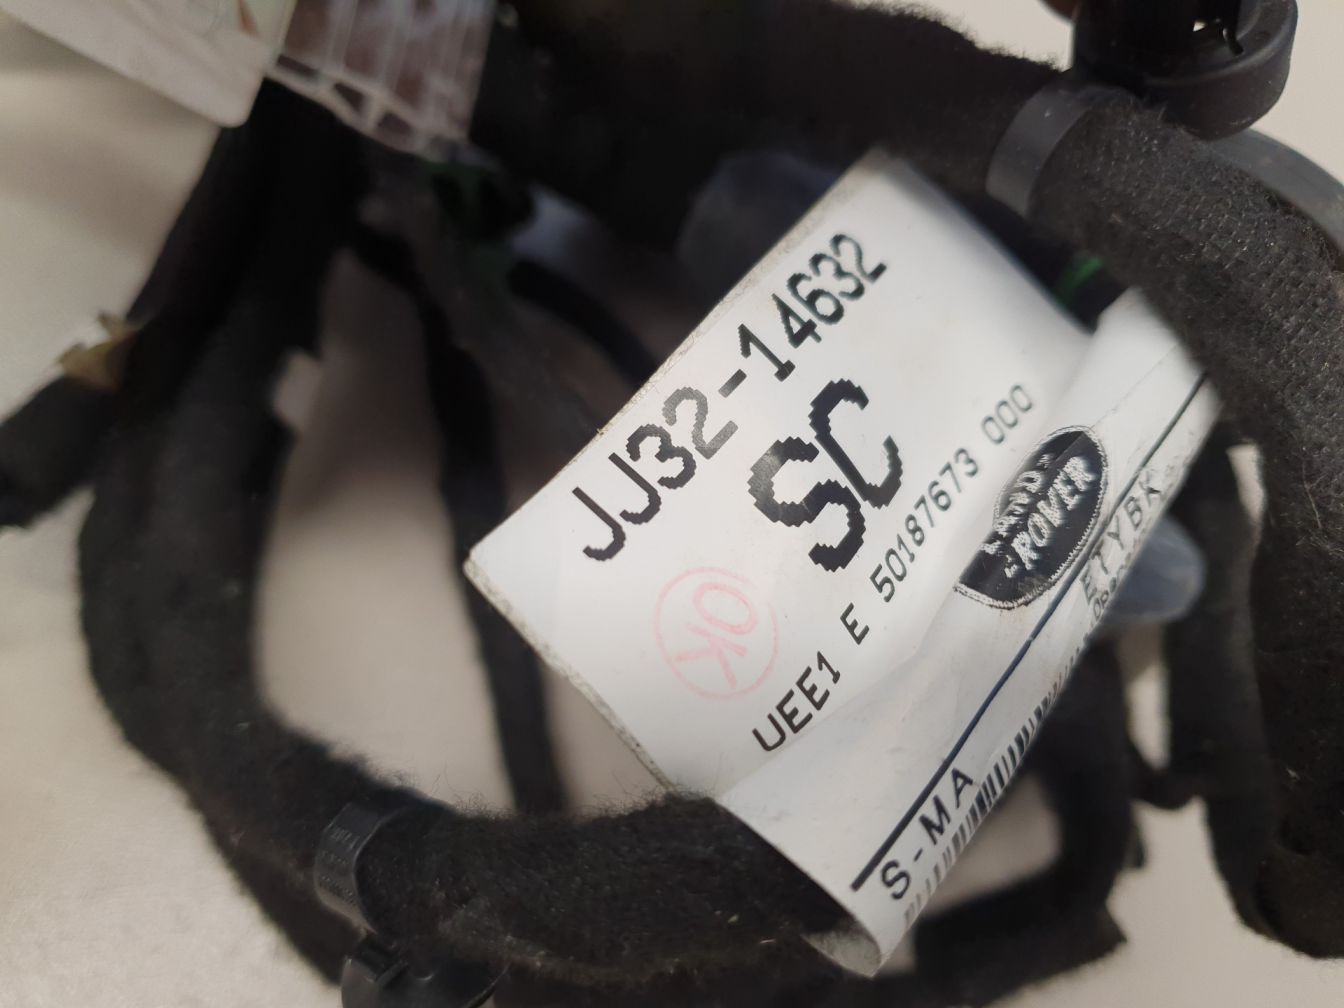 JJ32-14632
SC
OK
UEE1 E 50187673 000
LAND
ROVER
ETYBK
S-MA